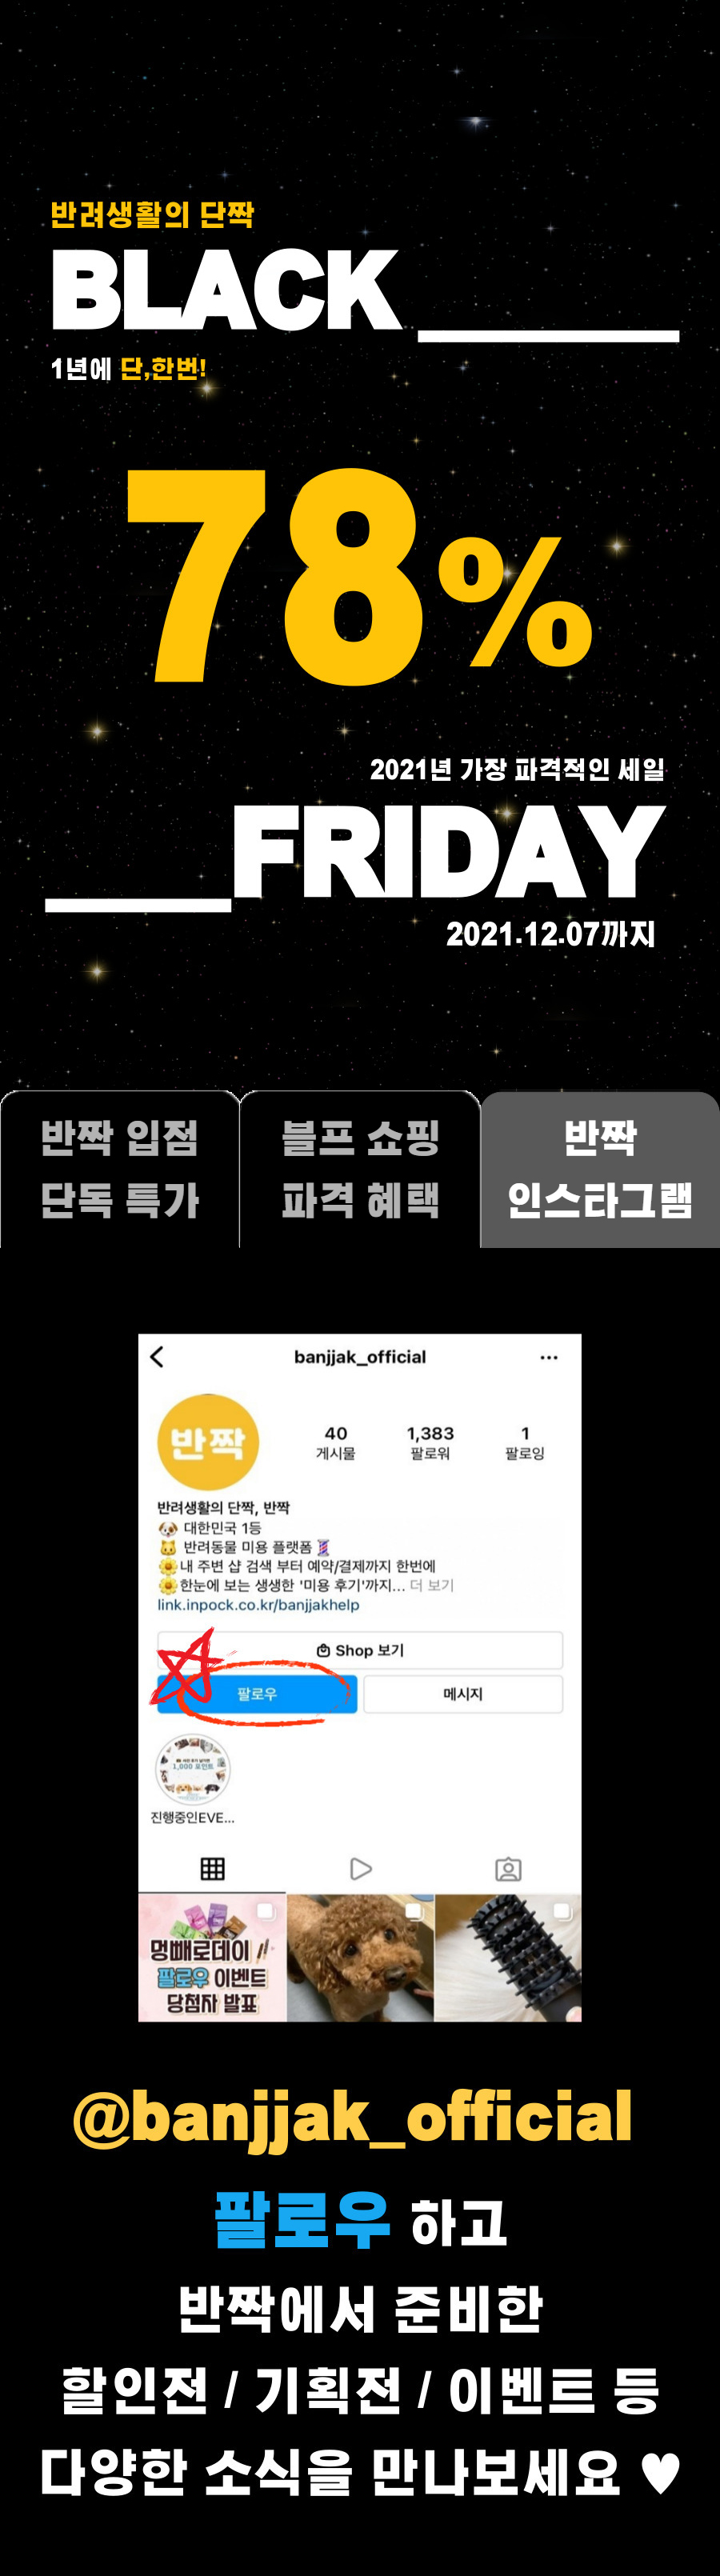 반려생활의 단짝
BLACK
1년에 단,한번!
78%
2021년 가장 파격적인 세일
FRIDAY
2021.12.07까지
반짝 입점
단독 특가
블프 쇼핑
파격 혜택
반짝
인스타그램
banjjak_official
반짝
40
게시물
1,383
팔로워
1
팔로잉
반려생활의 단짝, 반짝
🐶 대한민국 1등
🐱 반려동물 미용 플랫폼 💈
🌼내 주변 샵 검색 부터 예약/결제까지 한번에
🌼한눈에 보는 생생한 '미용 후기'까지... 더 보기
link.inpock.co.kr/banjjakhelp
Shop 보기
팔로우
메시지
1,000 포인트
진행중인EVE...
멍빼로데이
팔로우 이벤트
당첨자 발표
@banjjak_official
팔로우 하고
반짝에서 준비한
할인전 / 기획전 / 이벤트 등
다양한 소식을 만나보세요 ♥